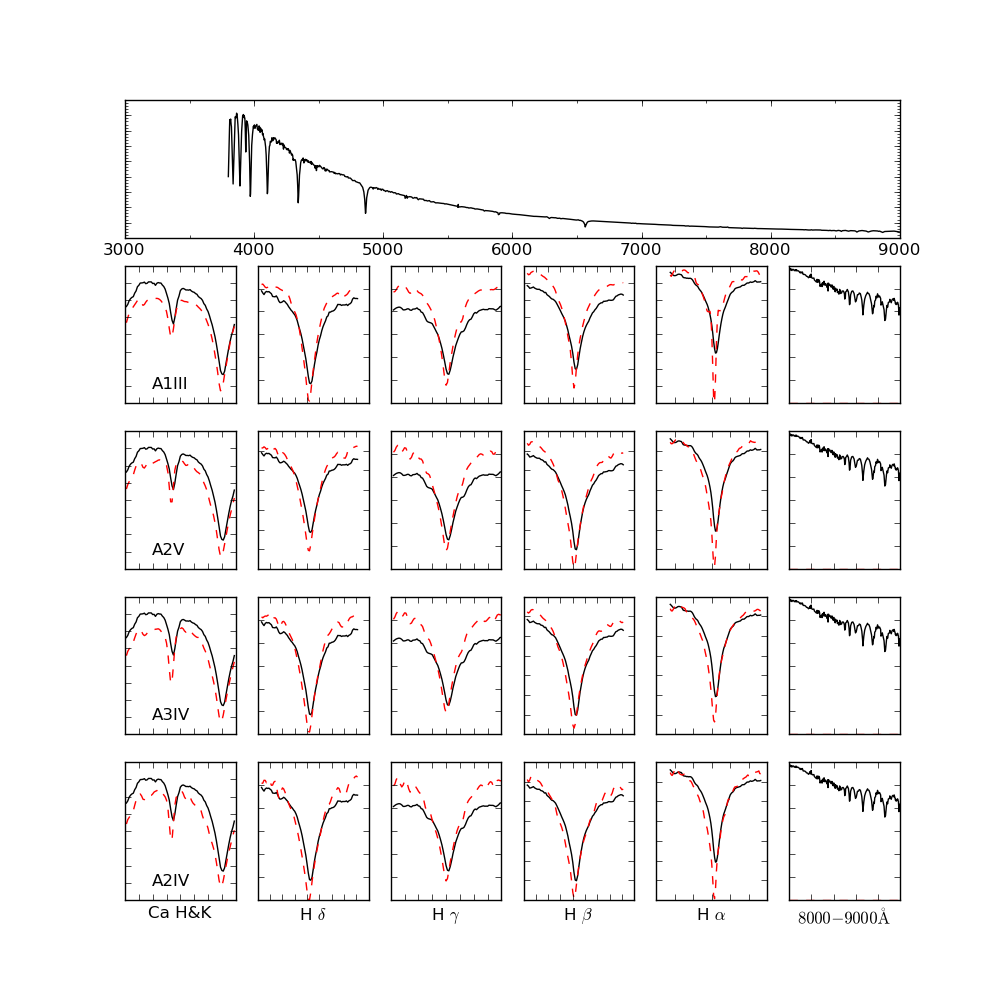 3000 4000 5000 6000 7000 8000 9000
A1III
A2V
A3IV
A2IV
Ca H&K H δ H γ H β H α 8000−9000Å